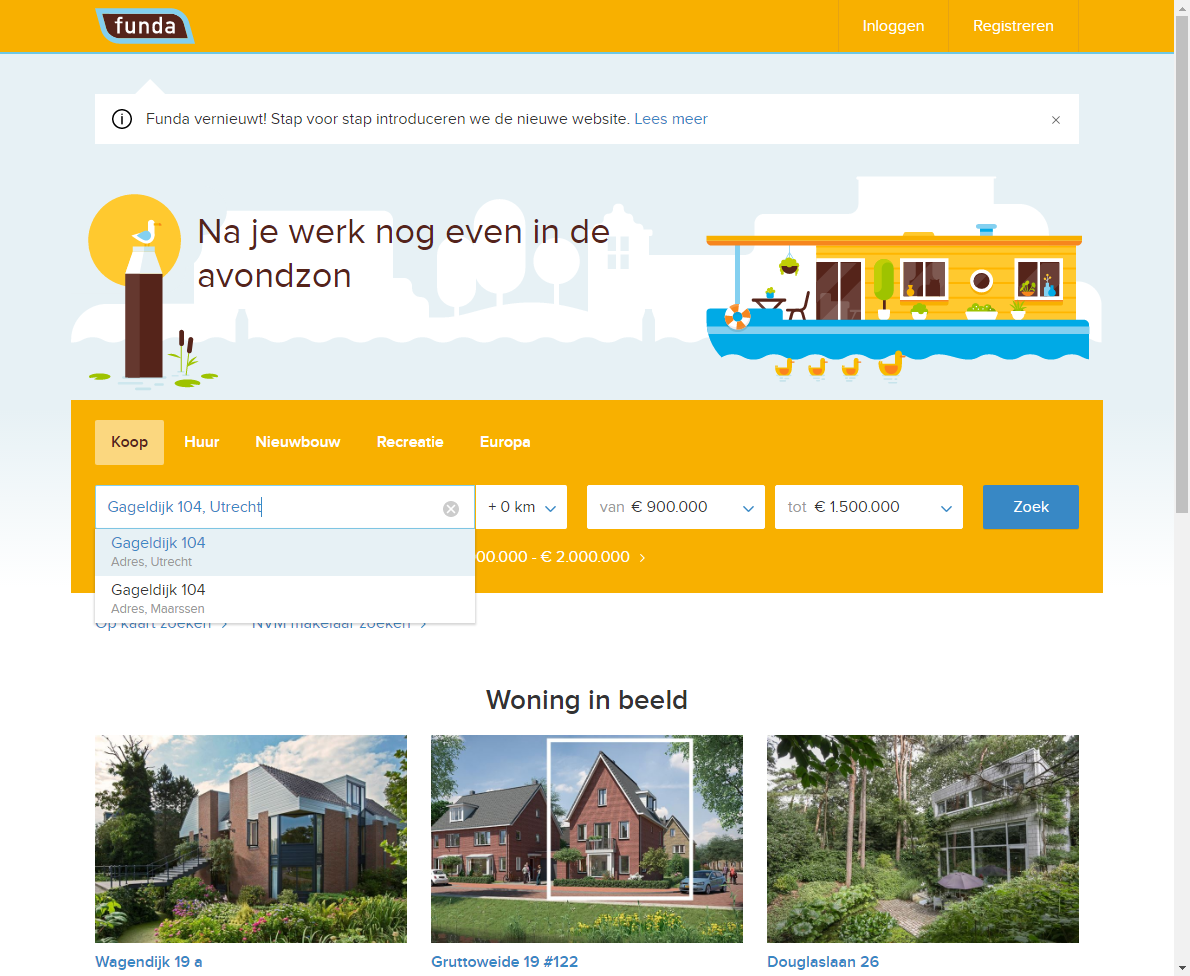 funda
Inloggen
Registreren
Funda vernieuwt! Stap voor stap introduceren we de nieuwe website. Lees meer
Na je werk nog even in de
avondzon
Koop
Huur
Nieuwbouw
Recreatie
Europa
Gageldijk 104, Utrecht
+ 0 km
van € 900.000
tot € 1.500.000
Zoek
Gageldijk 104
Adres, Utrecht
00.000 - € 2.000.000
Gageldijk 104
Adres, Maarssen
Op kaart zoeken
NVM makelaar zoeken
Woning in beeld
Wagendijk 19 a
Gruttoweide 19 #122
Douglaslaan 26